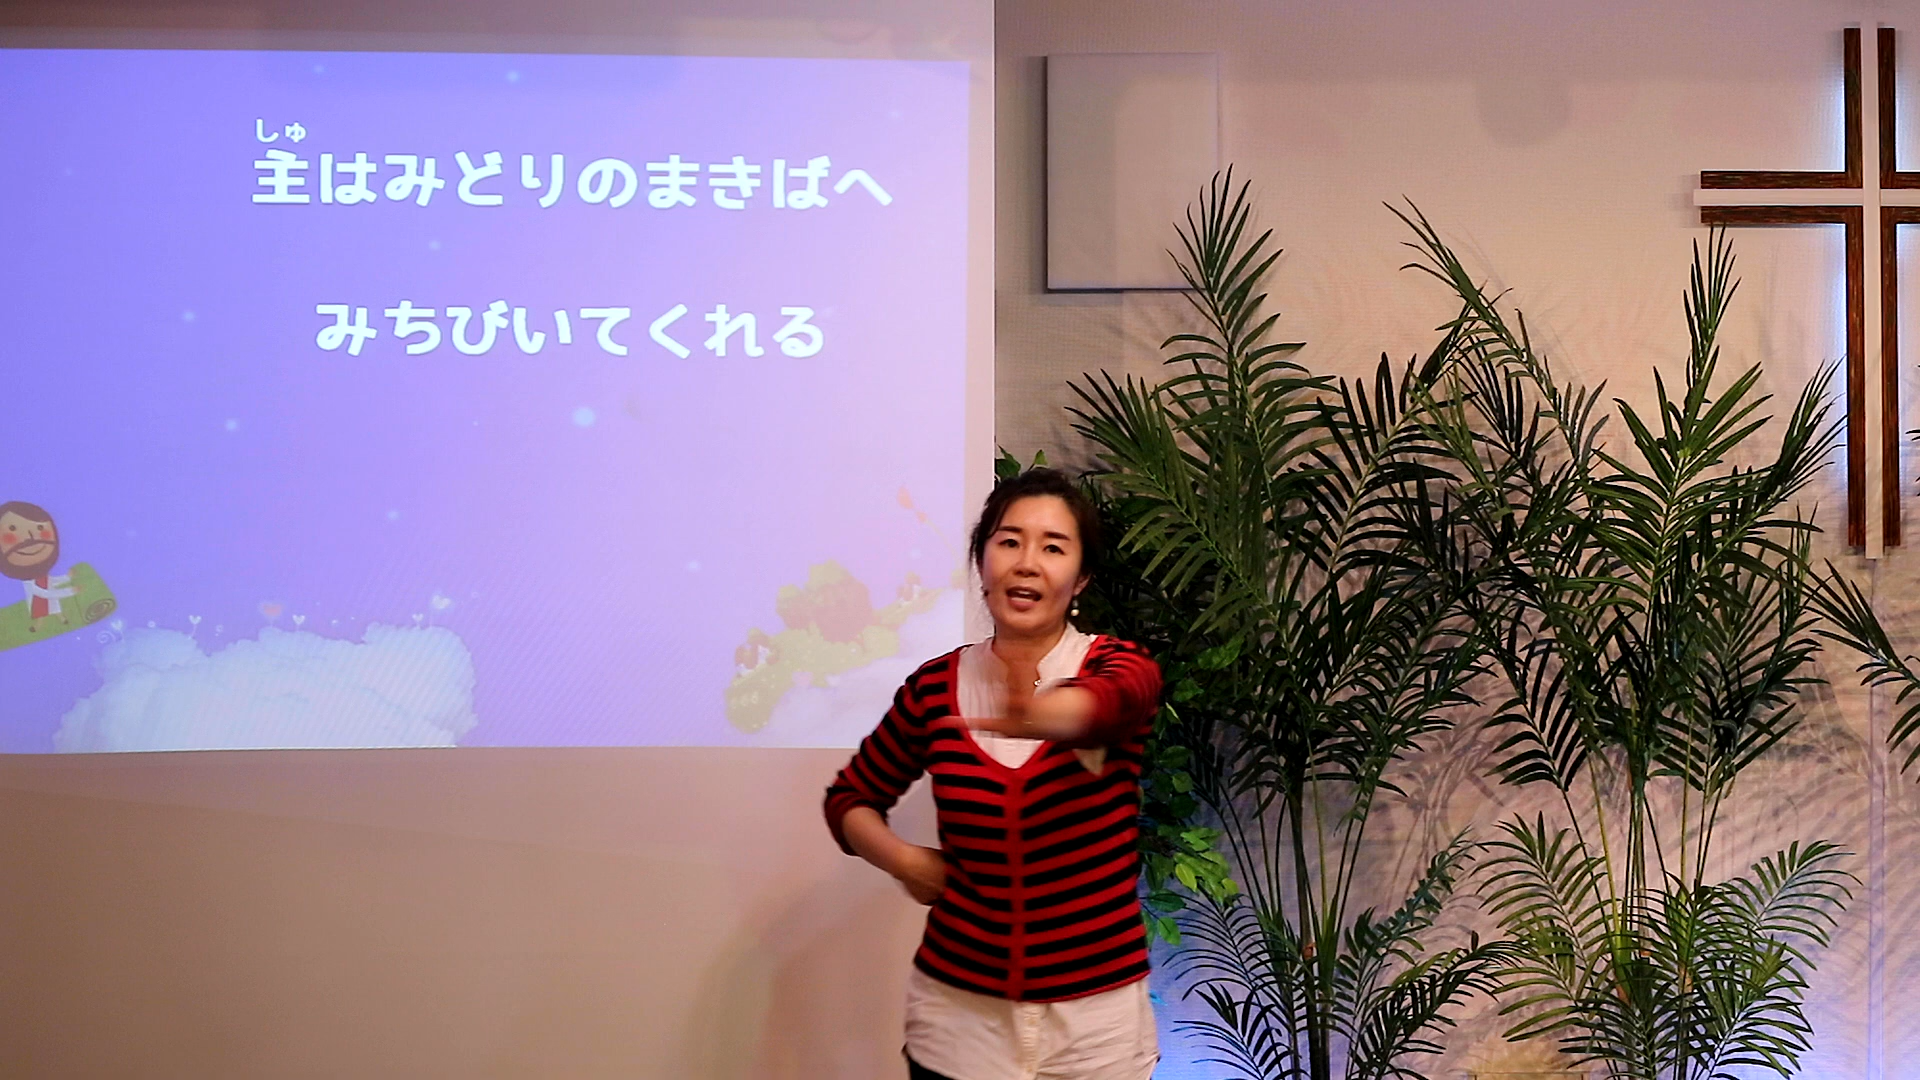 しゅ
主はみどりのまきばへ
みちびいてくれる